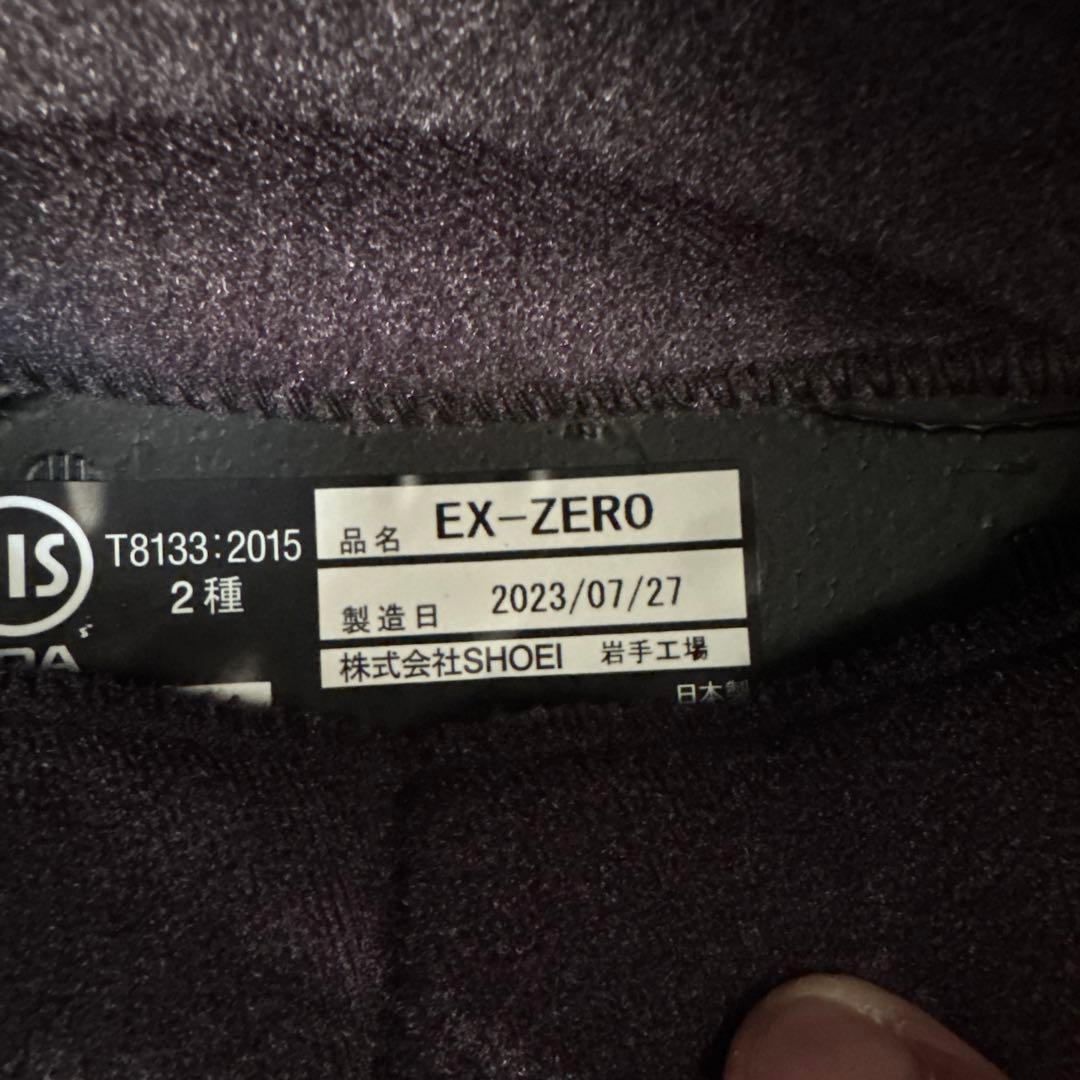 IS
T8133:2015
2種
品名 EX-ZERO
製造日 2023/07/27
株式会社SHOEI 岩手工場
日本製